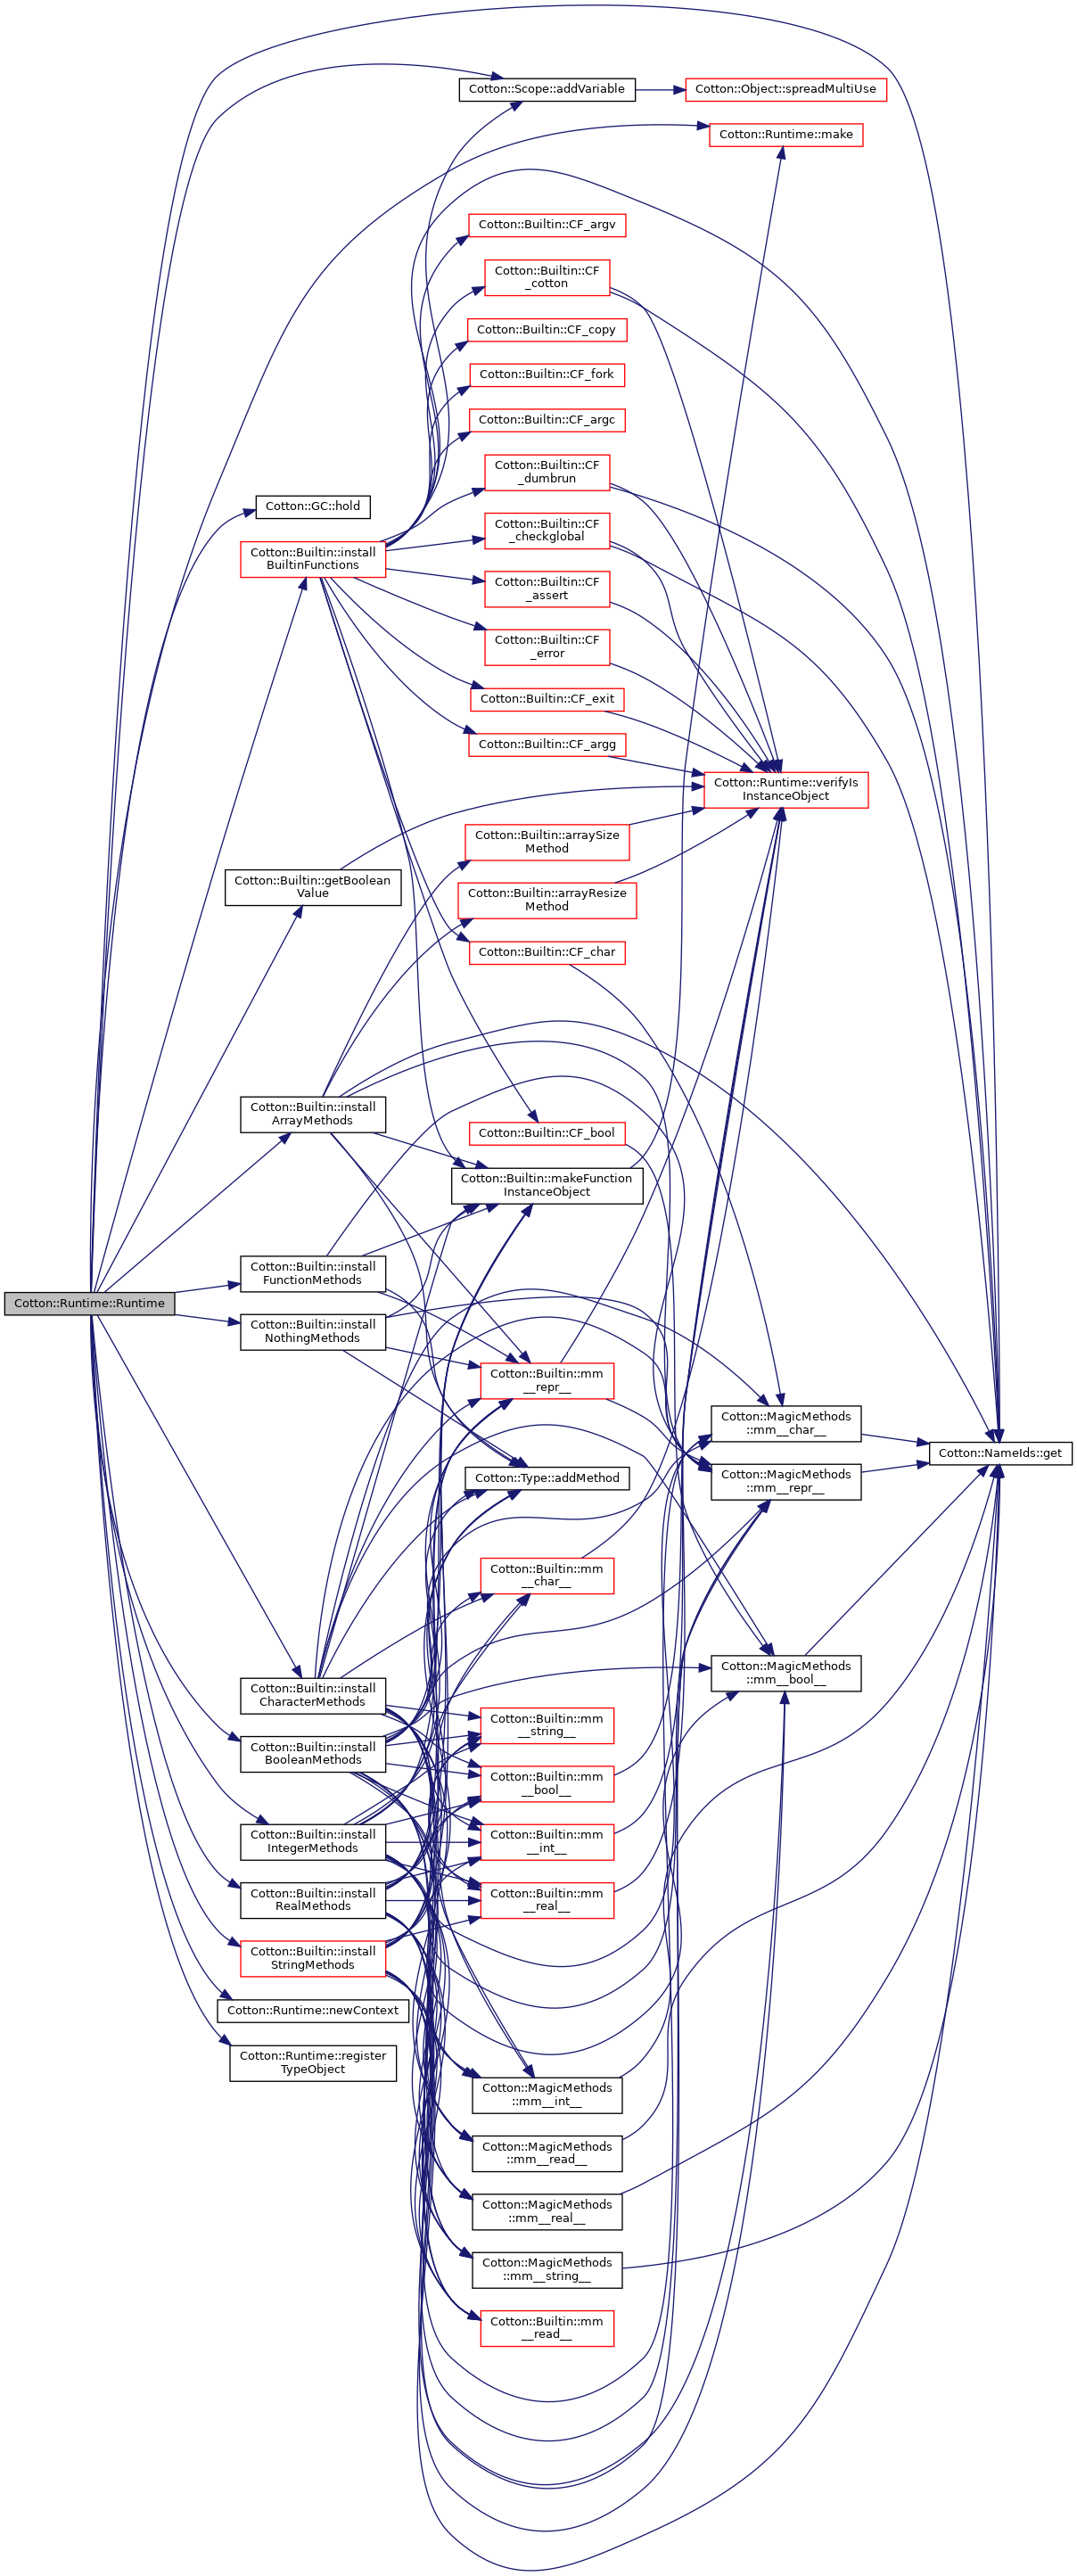 Cotton::Scope::addVariable
Cotton::Object::spreadMultiUse
Cotton::Runtime::make
Cotton::Builtin::CF_argv
Cotton::Builtin::CF
_cotton
Cotton::Builtin::CF_copy
Cotton::Builtin::CF_fork
Cotton::Builtin::CF_argc
Cotton::Builtin::CF
_dumbrun
Cotton::GC::hold
Cotton::Builtin::CF
_checkglobal
Cotton::Builtin::install
BuiltinFunctions
Cotton::Builtin::CF
_assert
Cotton::Builtin::CF
_error
Cotton::Builtin::CF_exit
Cotton::Builtin::CF_argg
Cotton::Runtime::verifyIs
InstanceObject
Cotton::Builtin::arraySize
Method
Cotton::Builtin::getBoolean
Value
Cotton::Builtin::arrayResize
Method
Cotton::Builtin::CF_char
Cotton::Builtin::install
ArrayMethods
Cotton::Builtin::CF_bool
Cotton::Builtin::makeFunction
InstanceObject
Cotton::Builtin::install
FunctionMethods
Cotton::Runtime::Runtime
Cotton::Builtin::install
NothingMethods
Cotton::Builtin::mm
__repr__
Cotton::MagicMethods
::mm__char__
Cotton::NameIds::get
Cotton::Type::addMethod
Cotton::MagicMethods
::mm__repr__
Cotton::Builtin::mm
__char__
Cotton::MagicMethods
::mm__bool__
Cotton::Builtin::install
CharacterMethods
Cotton::Builtin::mm
__string__
Cotton::Builtin::install
BooleanMethods
Cotton::Builtin::mm
__bool__
Cotton::Builtin::install
IntegerMethods
Cotton::Builtin::mm
__int__
Cotton::Builtin::install
RealMethods
Cotton::Builtin::mm
__real__
Cotton::Builtin::install
StringMethods
Cotton::Runtime::newContext
Cotton::Runtime::register
TypeObject
Cotton::MagicMethods
::mm__int__
Cotton::MagicMethods
::mm__read__
Cotton::MagicMethods
::mm__real__
Cotton::MagicMethods
::mm__string__
Cotton::Builtin::mm
__read__